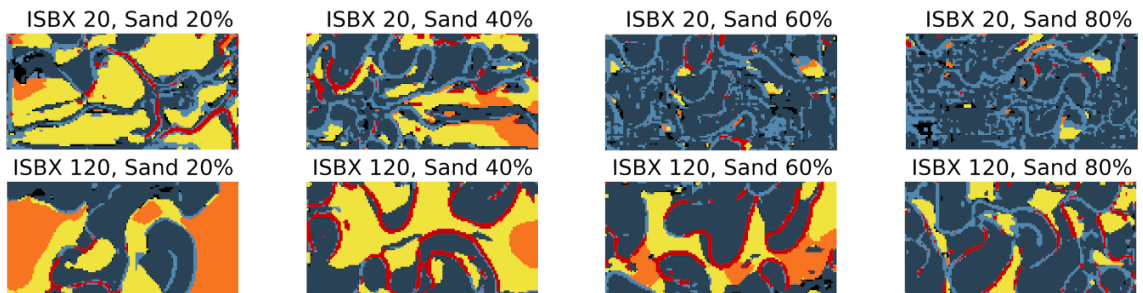 ISBX 20, Sand 20%
ISBX 20, Sand 40%
ISBX 20, Sand 60%
ISBX 20, Sand 80%
ISBX 120, Sand 20%
ISBX 120, Sand 40%
ISBX 120, Sand 60%
ISBX 120, Sand 80%